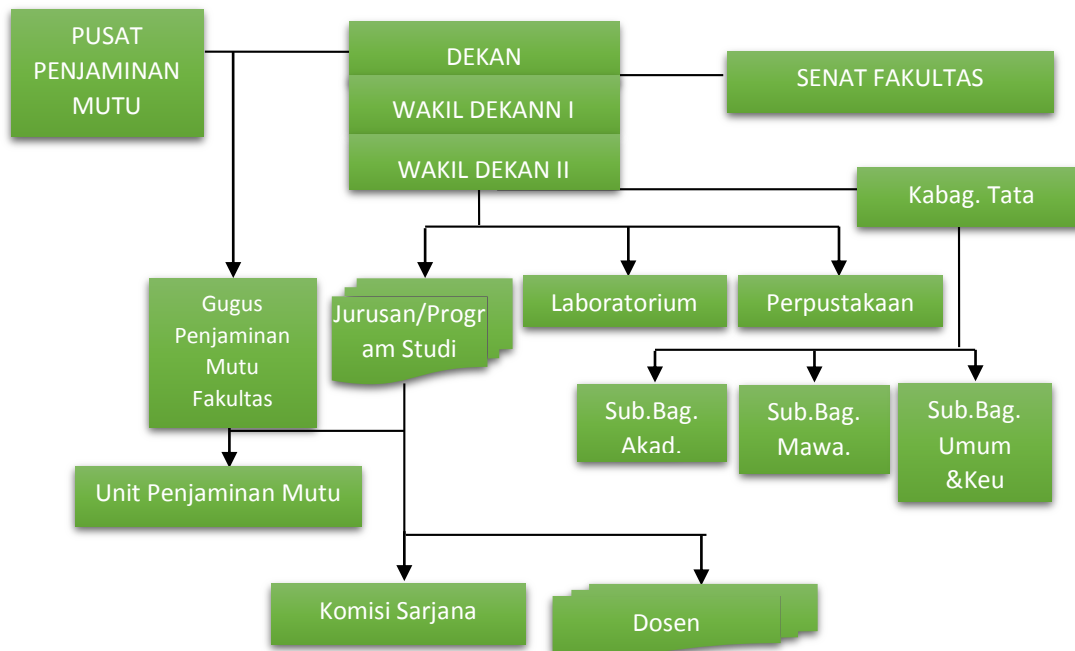 PUSAT
PENJAMINAN
MUTU
DEKAN
WAKIL DEKANN I
WAKIL DEKAN II
SENAT FAKULTAS
Kabag. Tata
Gugus
Penjaminan
Mutu
Fakultas
Jurusan/Progr
am Studi
Laboratorium
Perpustakaan
Sub.Bag.
Akad.
Sub.Bag.
Mawa.
Sub.Bag.
Umum
&Keu
Unit Penjaminan Mutu
Komisi Sarjana
Dosen